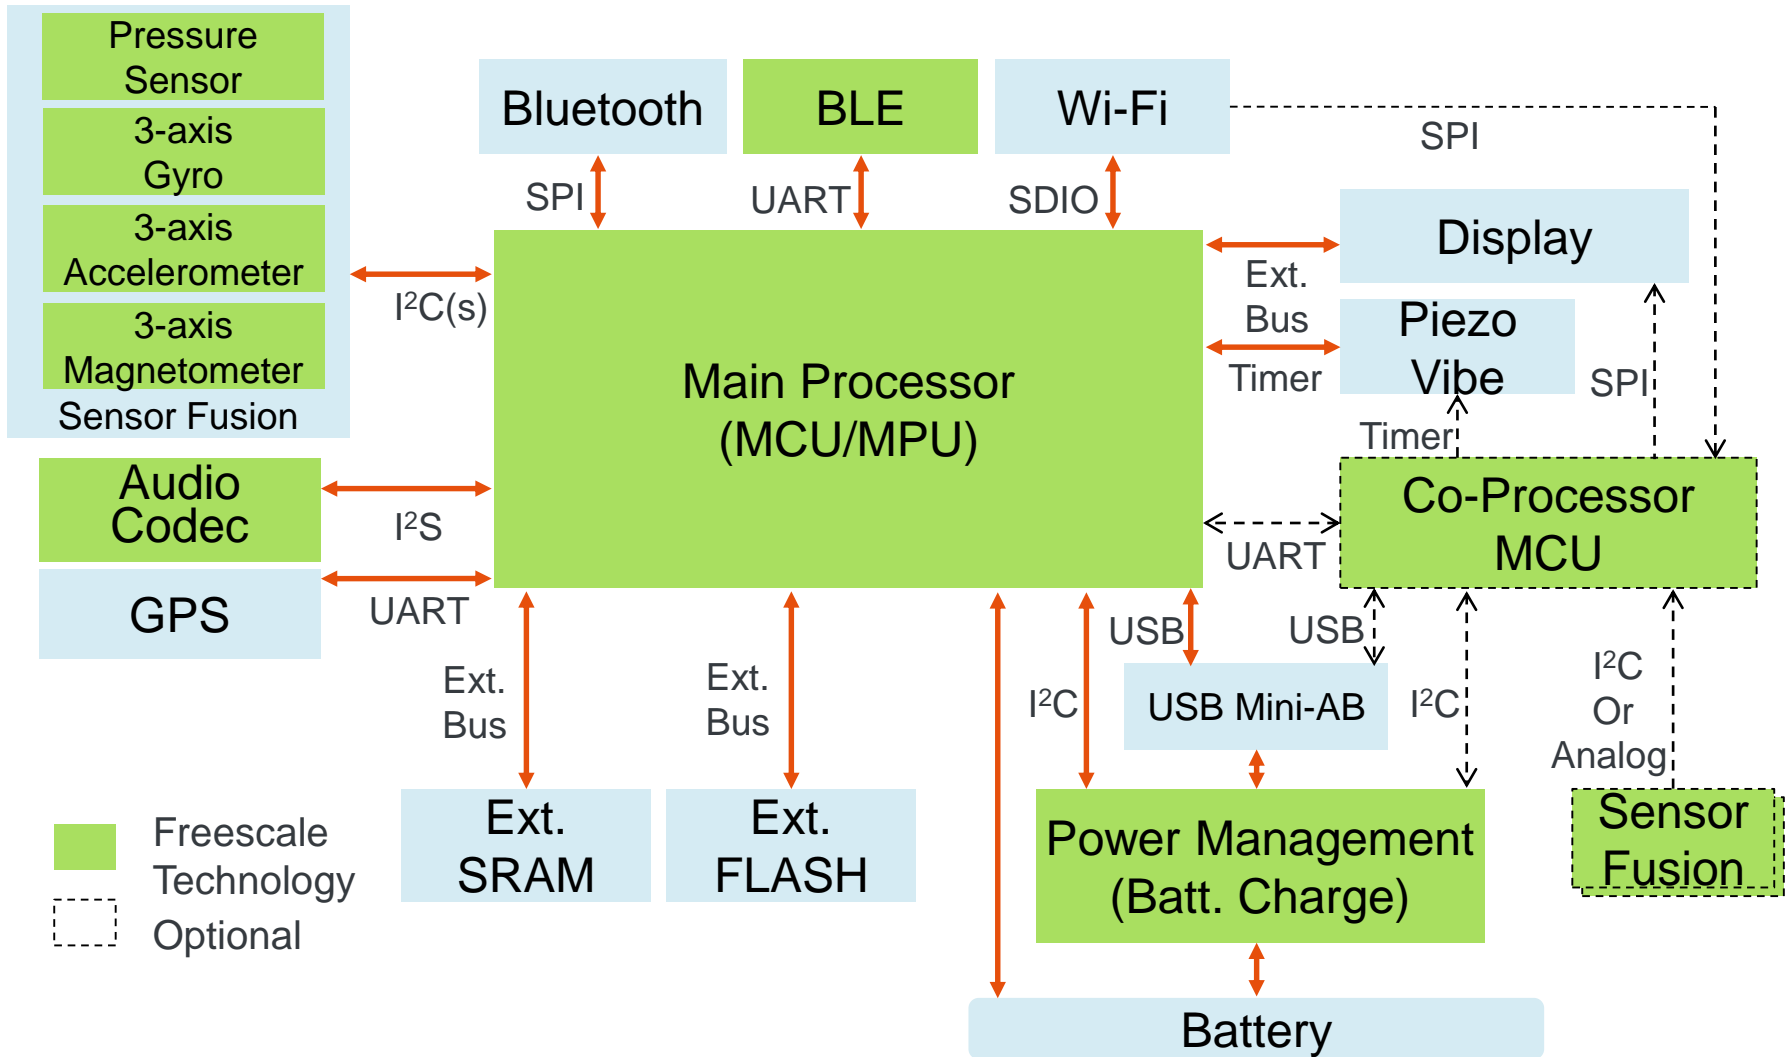 Pressure
Sensor
3-axis
Gyro
3-axis
Accelerometer
3-axis
Magnetometer
Sensor Fusion
Bluetooth
BLE
Wi-Fi
SPI
SPI
UART
SDIO
Display
I²C(s)
Ext.
Bus
Piezo
Vibe
Timer
SPI
Main Processor
(MCU/MPU)
Timer
Audio
Codec
I²S
Co-Processor
MCU
UART
GPS
UART
USB
USB
Ext.
Bus
Ext.
Bus
I²C
USB Mini-AB
I²C
I²C
Or
Analog
Ext.
SRAM
Ext.
FLASH
Power Management
(Batt. Charge)
Sensor
Fusion
Freescale
Technology
Optional
Battery